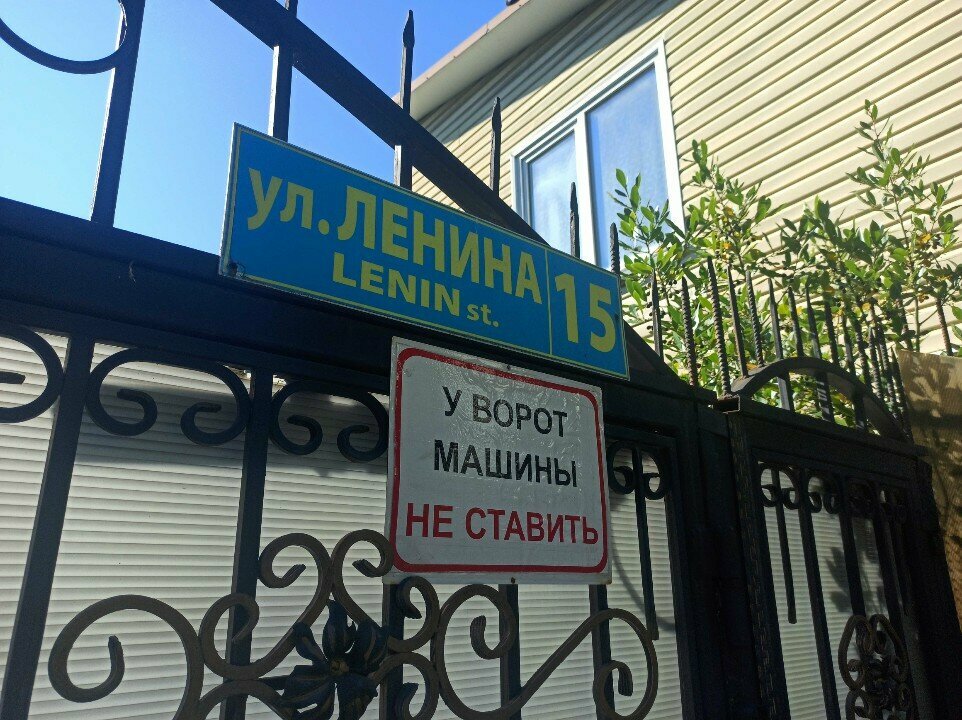 ул. ЛЕНИНА 15
LENIN st.
У ВОРОТ
МАШИНЫ
НЕ СТАВИТЬ